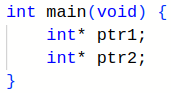 int main(void) {
    int* ptr1;
    int* ptr2;
}